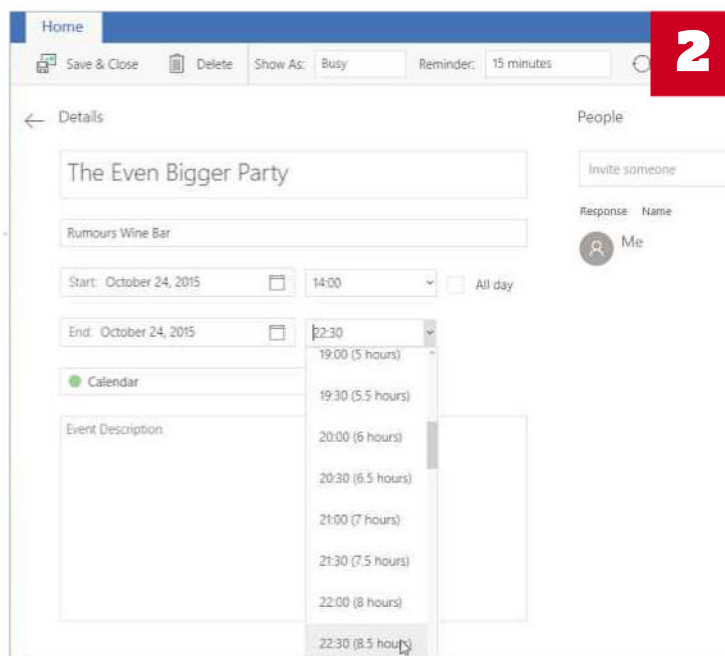 Home
2
Save & Close Delete Show As: Busy Reminder: 15 minutes
Details
People
The Even Bigger Party
Invite someone
Rumours Wine Bar
Response Name
Me
Start: October 24, 2015 14:00 All day
End: October 24, 2015 22:30
19:00 (5 hours)
Calendar
19:30 (5.5 hours)
Event Description
20:00 (6 hours)
20:30 (6.5 hours)
21:00 (7 hours)
21:30 (7.5 hours)
22:00 (8 hours)
22:30 (8.5 hours)